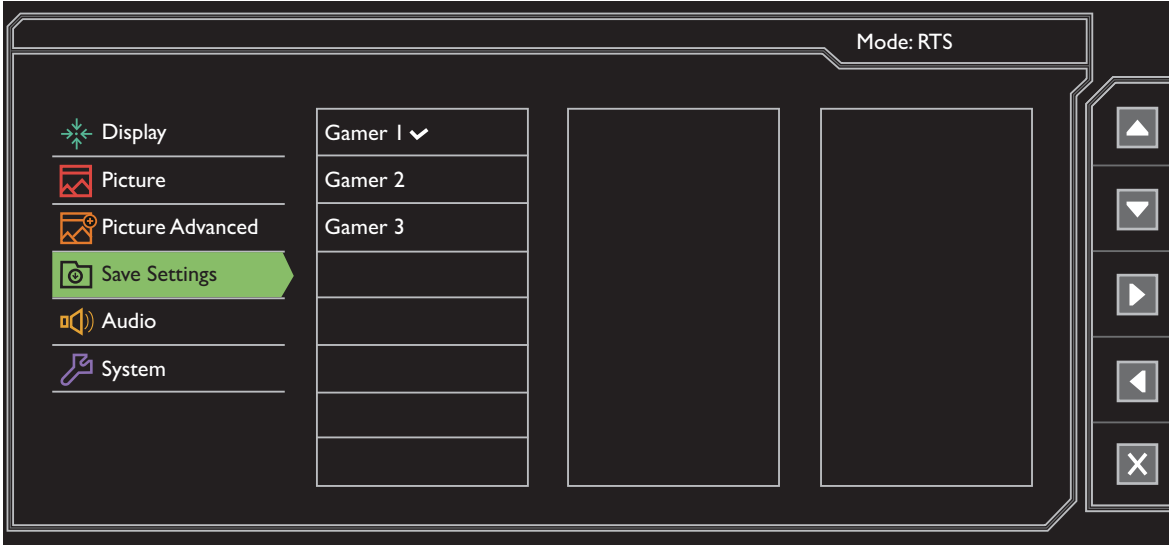 Mode: RTS
Display
Picture
Picture Advanced
Save Settings
Audio
System
Gamer 1
Gamer 2
Gamer 3